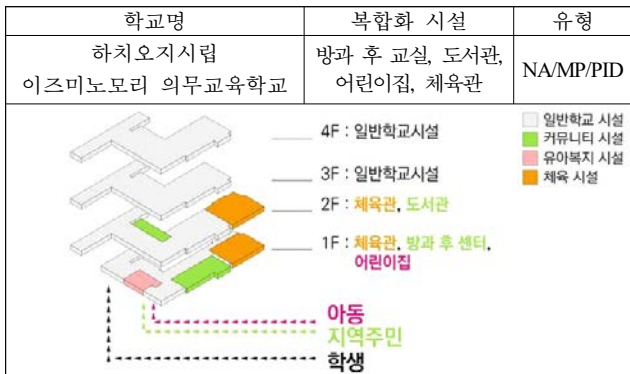 학교명 복합화 시설 유형
하치오지시립
이즈미노모리 의무교육학교
방과 후 교실, 도서관,
어린이집, 체육관
NA/MP/PID
4F : 일반학교시설
3F : 일반학교시설
2F : 체육관, 도서관
1F : 체육관, 방과 후 센터,
어린이집
일반학교 시설
커뮤니티 시설
유아복지 시설
체육 시설
아동
지역주민
학생